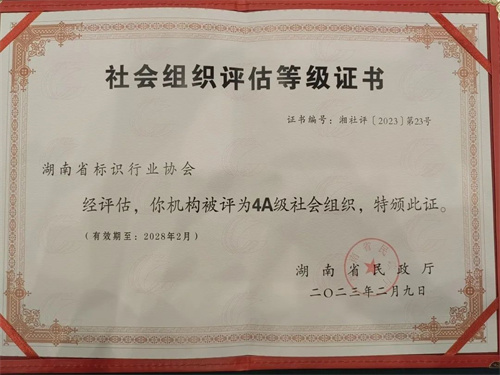 社会组织评估等级证书
证书编号：湘社评［2023］第23号
湖南省标识行业协会
经评估，你机构被评为4A级社会组织，特颁此证。
（有效期至：2028年2月）
湖南省民政厅
二〇二三年二月九日